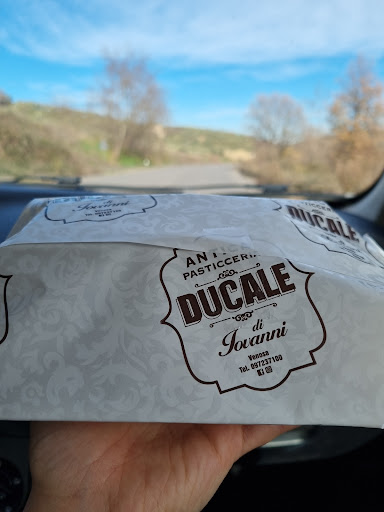 ANTICA
PASTICCERIA
DUCALE
di
Iovanni
Venosa
Tel. 097237100
DUCALE